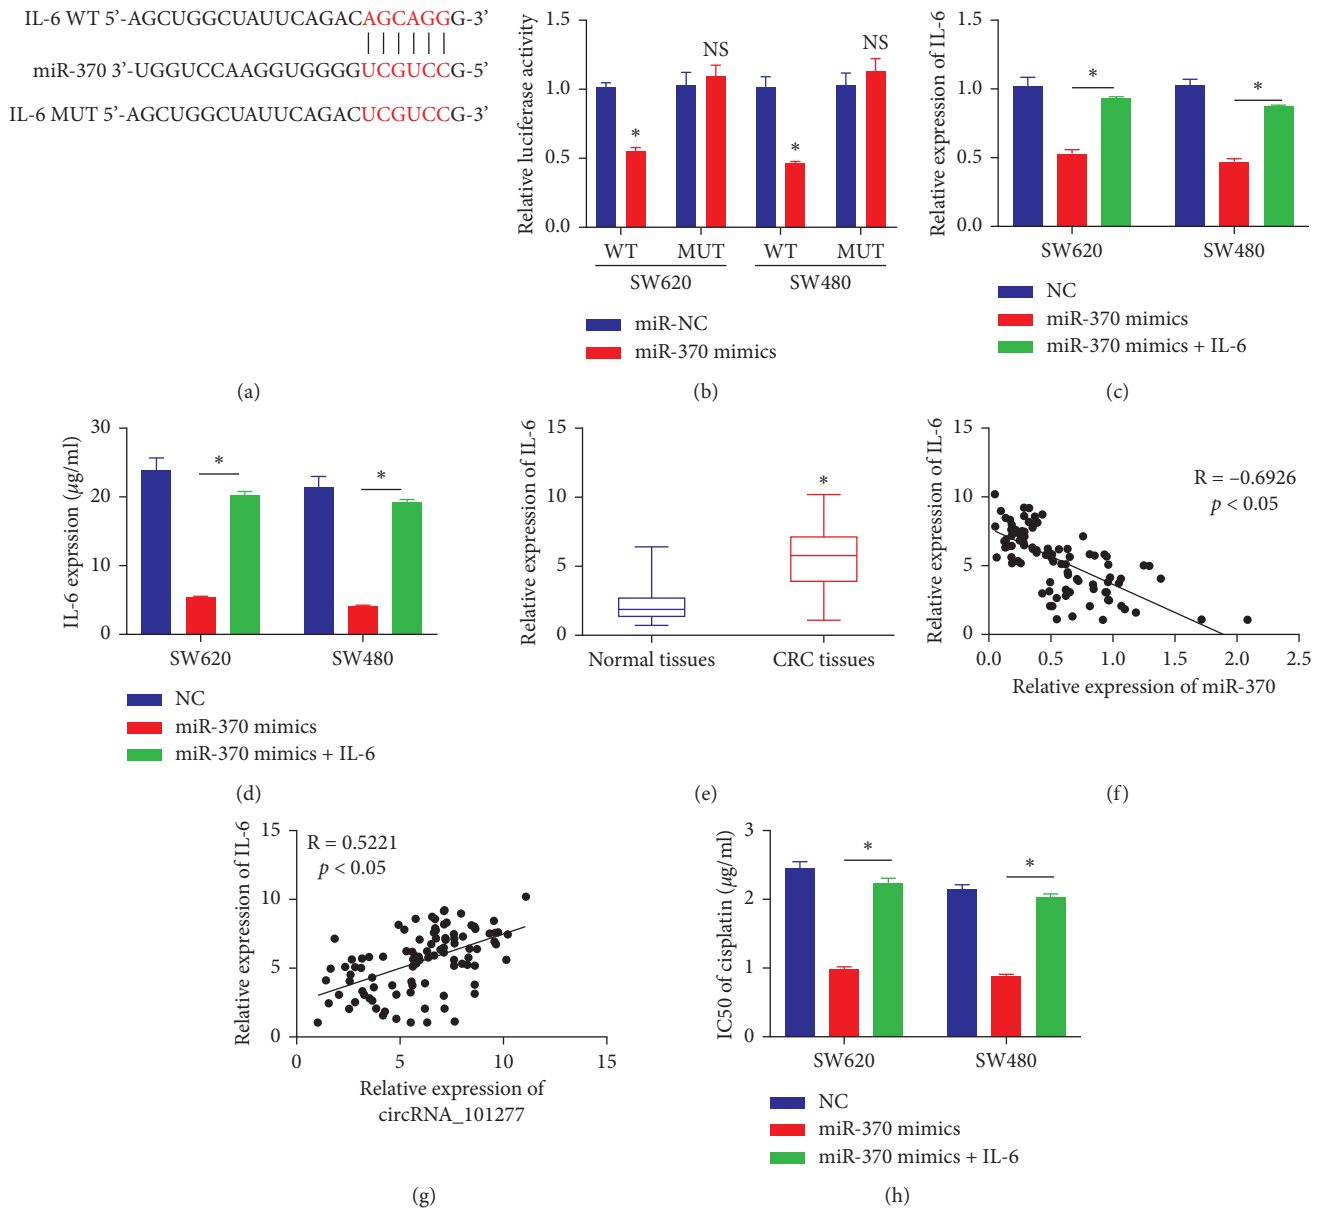 IL-6 WT 5’-AGCUGGCUAUUCAGACAGCAGGG-3’
miR-370 3’-UGGUCCAAGGUGGGGUCGUCCG-5’
IL-6 MUT 5’-AGCUGGCUAUUCAGACUCGUCCG-3’
(a)
Relative luciferase activity
1.5
1.0
0.5
0.0
*
NS
*
NS
WT
MUT
WT
MUT
SW620
SW480
miR-NC
miR-370 mimics
(b)
Relative expression of IL-6
1.5
1.0
0.5
0.0
*
*
SW620
SW480
NC
miR-370 mimics
miR-370 mimics + IL-6
(c)
IL-6 exprssion (μg/ml)
30
20
10
0
*
*
SW620
SW480
NC
miR-370 mimics
miR-370 mimics + IL-6
(d)
Relative expression of IL-6
15
10
5
0
*
Normal tissues
CRC tissues
(e)
Relative expression of IL-6
15
10
5
0
R = –0.6926
p < 0.05
0.0
0.5
1.0
1.5
2.0
2.5
Relative expression of miR-370
(f)
Relative expression of IL-6
15
10
5
0
R = 0.5221
p < 0.05
0
5
10
15
Relative expression of
circRNA_101277
(g)
IC50 of cisplatin (μg/ml)
3
2
1
0
*
*
SW620
SW480
NC
miR-370 mimics
miR-370 mimics + IL-6
(h)